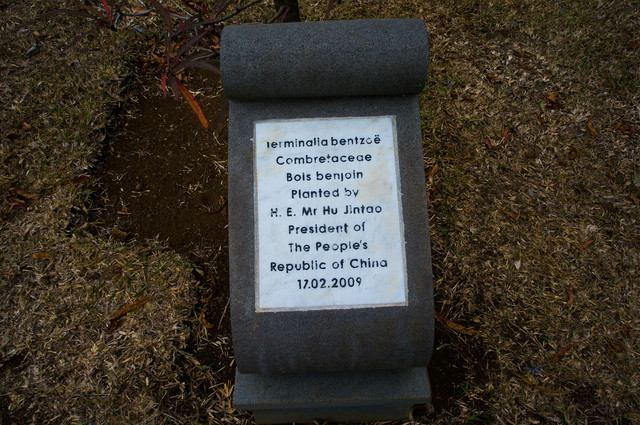 Terminalia bentzoë
Combretaceae
Bois benjoin
Planted by
H. E. Mr Hu Jintao
President of
The People's
Republic of China
17.02.2009